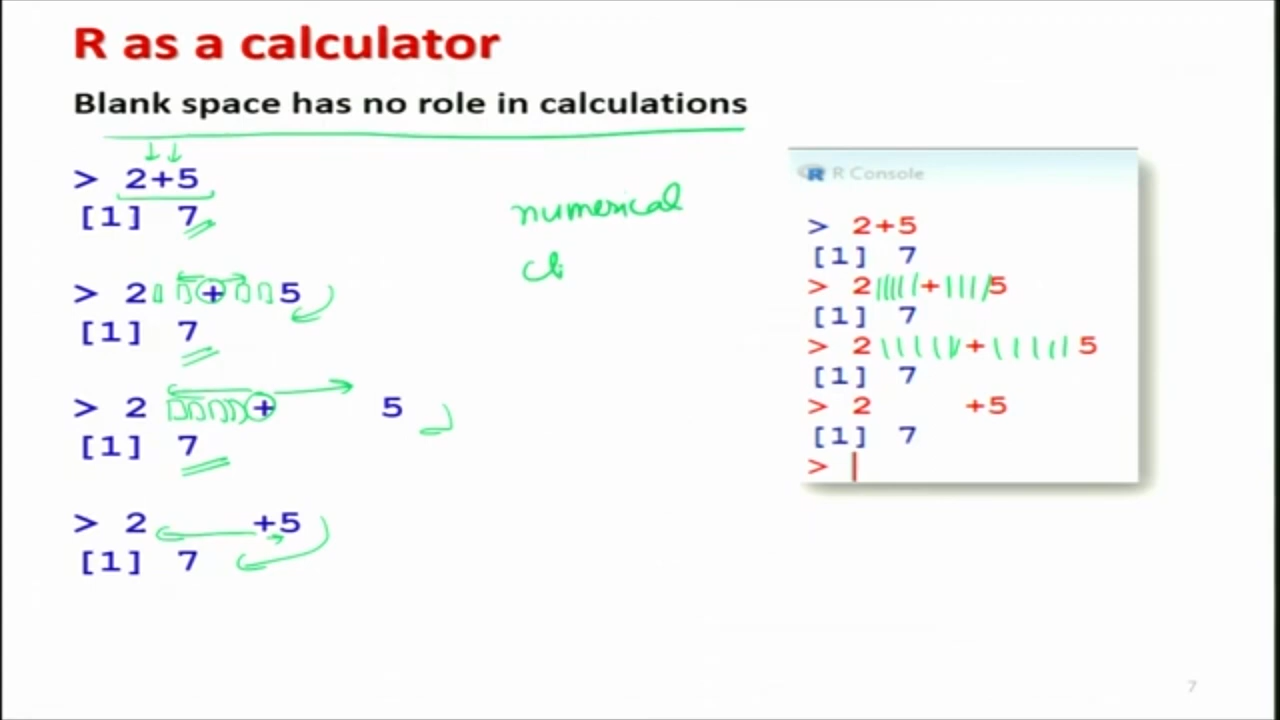 R as a calculator
Blank space has no role in calculations
> 2+5
[1] 7
> 2 + 5
[1] 7
> 2 + 5
[1] 7
> 2 +5
[1] 7
numerical
R Console
> 2+5
[1] 7
> 2 + 5
[1] 7
> 2 + 5
[1] 7
> 2 +5
[1] 7
>
7